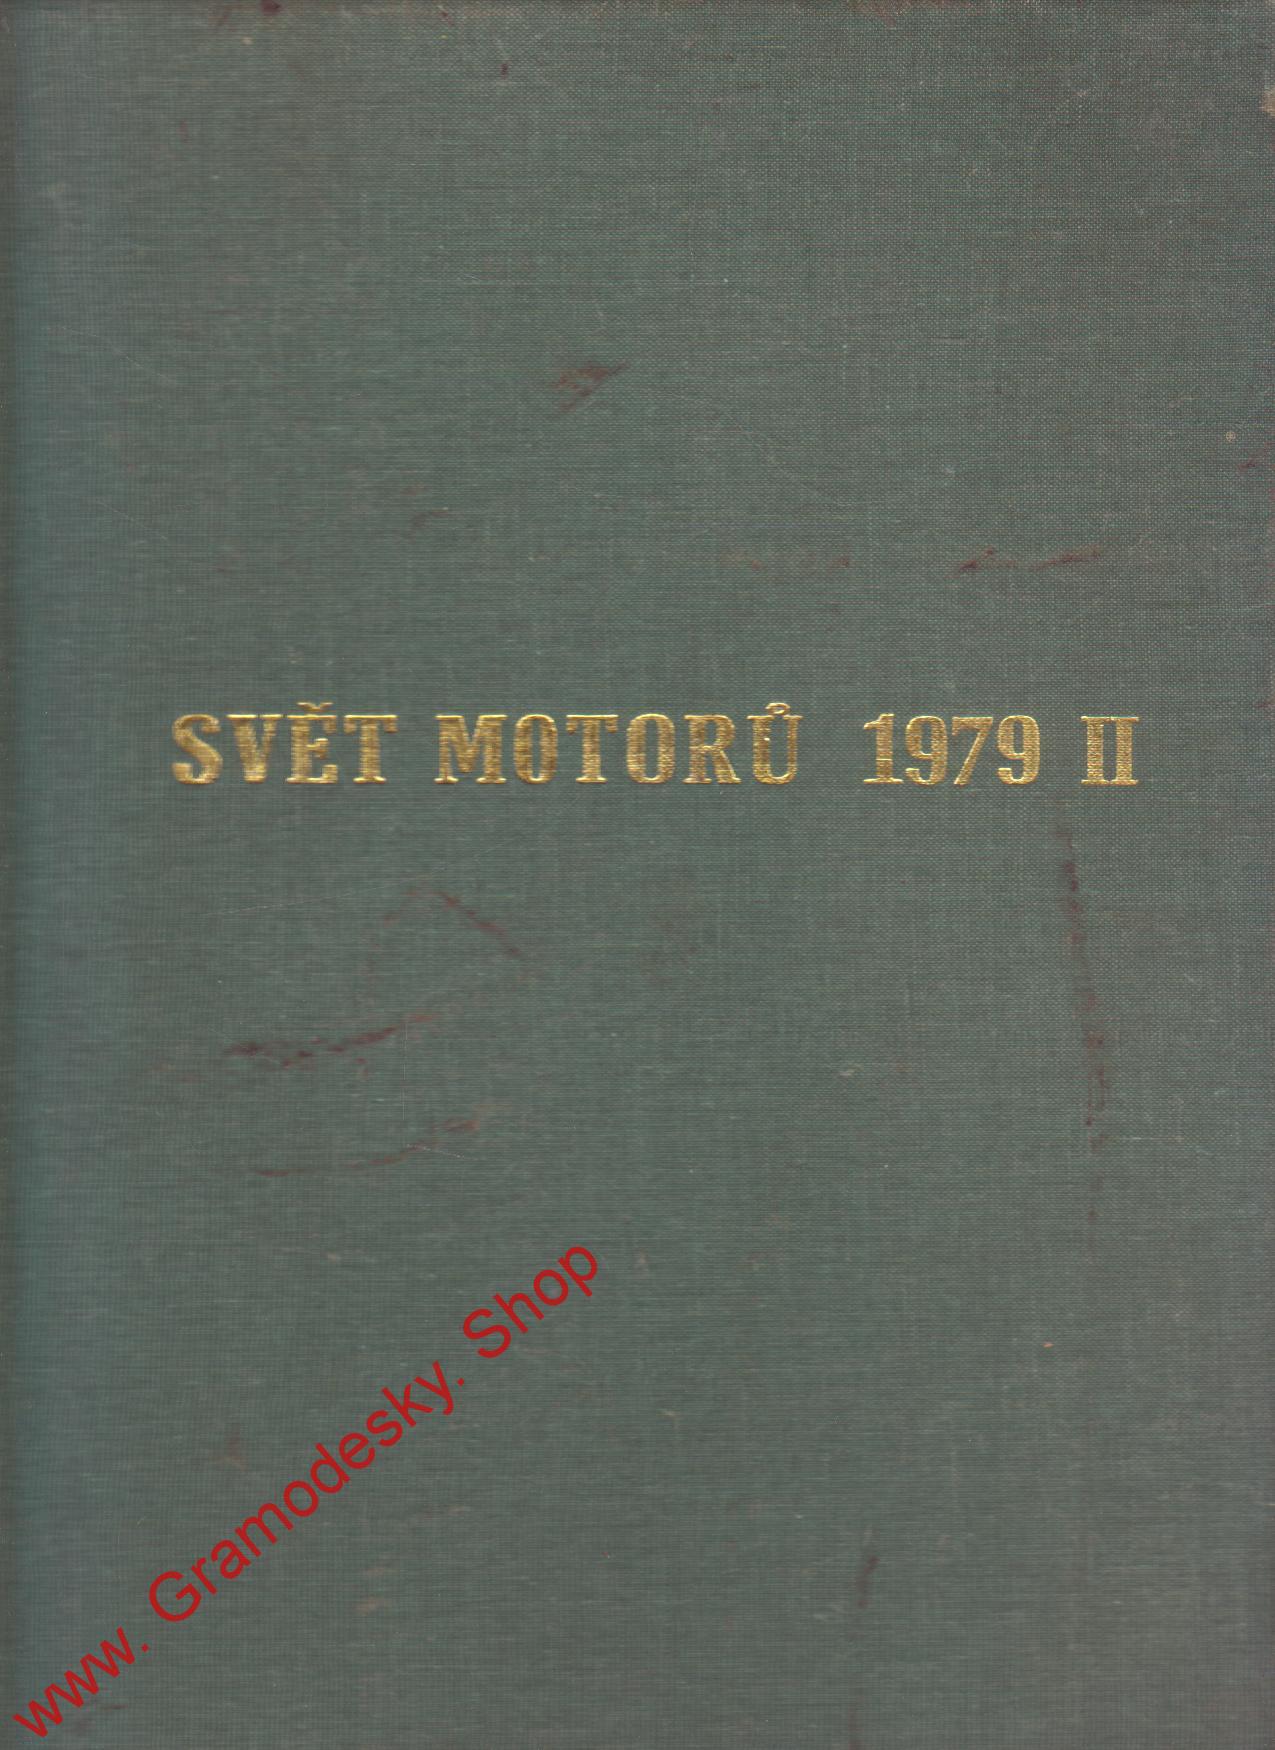 SVĚT MOTORŮ 1979 II
www. Gramodesky. Shop